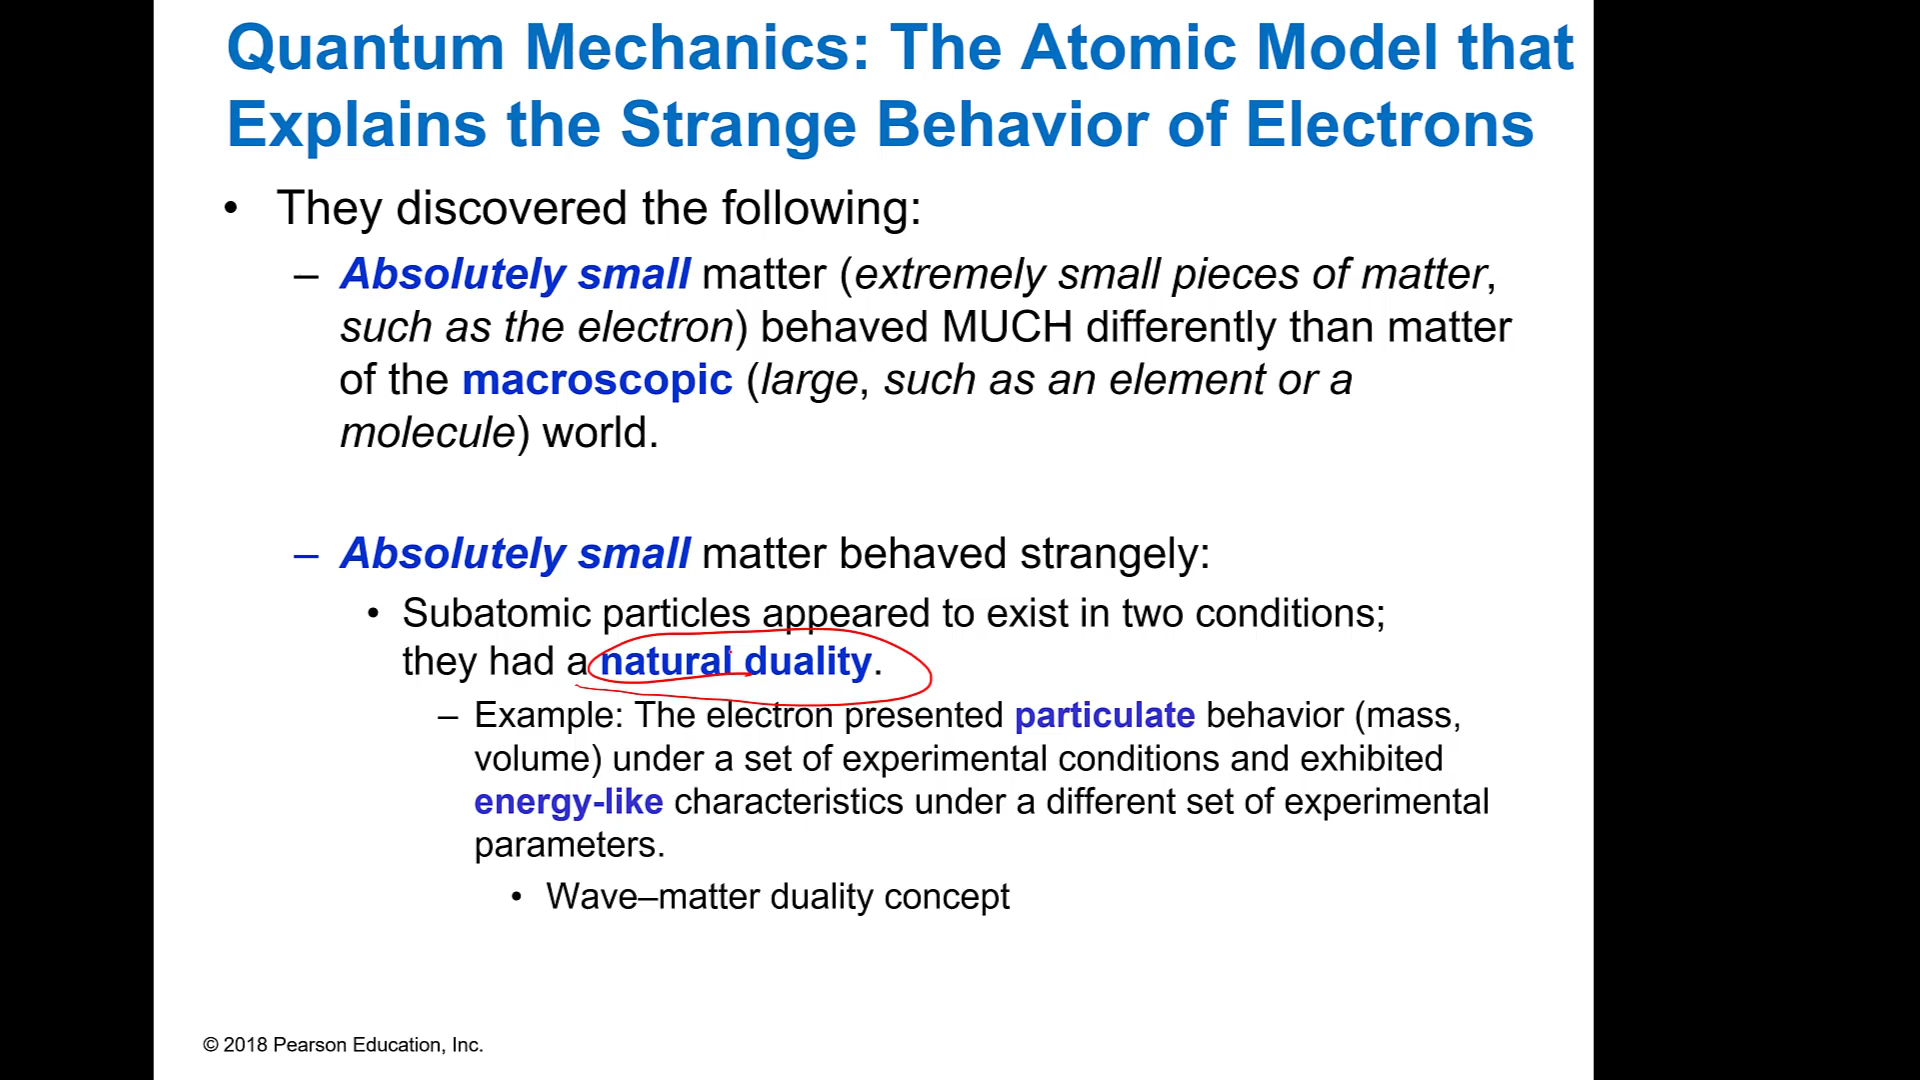 Quantum Mechanics: The Atomic Model that
Explains the Strange Behavior of Electrons
• They discovered the following:
– Absolutely small matter (extremely small pieces of matter,
such as the electron) behaved MUCH differently than matter
of the macroscopic (large, such as an element or a
molecule) world.
– Absolutely small matter behaved strangely:
• Subatomic particles appeared to exist in two conditions;
they had a natural duality.
– Example: The electron presented particulate behavior (mass,
volume) under a set of experimental conditions and exhibited
energy-like characteristics under a different set of experimental
parameters.
• Wave–matter duality concept
© 2018 Pearson Education, Inc.